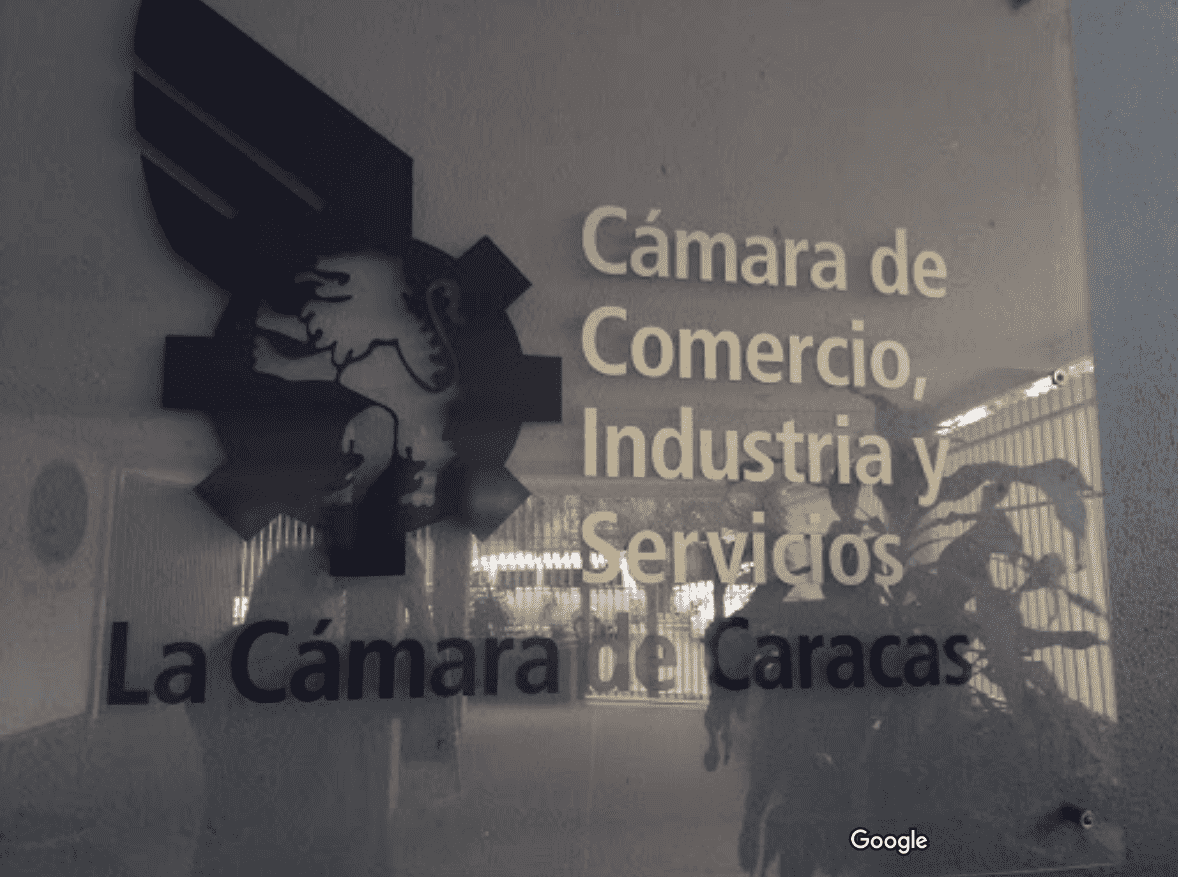 Cámara de
Comercio,
Industria y
Servicios
La Cámara de Caracas
Google